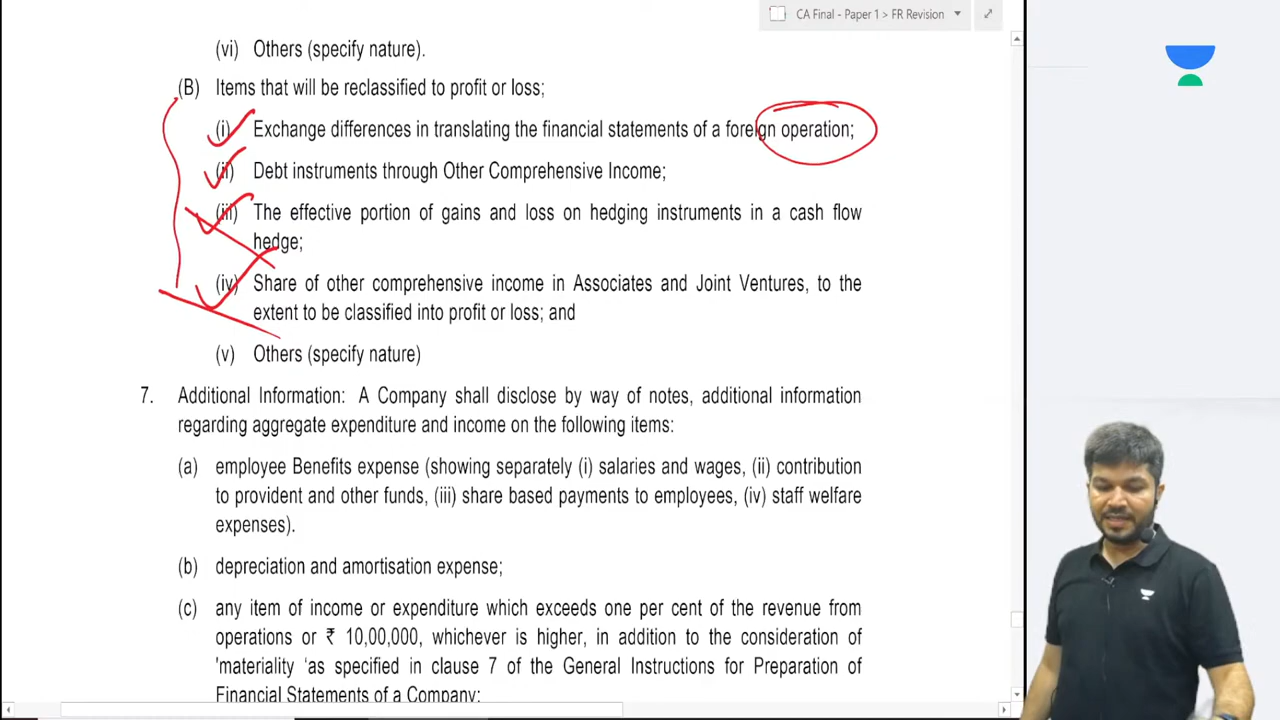 CA Final - Paper 1 > FR Revision
(vi) Others (specify nature).
(B) Items that will be reclassified to profit or loss;
(i) Exchange differences in translating the financial statements of a foreign operation;
(ii) Debt instruments through Other Comprehensive Income;
(iii) The effective portion of gains and loss on hedging instruments in a cash flow
hedge;
(iv) Share of other comprehensive income in Associates and Joint Ventures, to the
extent to be classified into profit or loss; and
(v) Others (specify nature)
7. Additional Information: A Company shall disclose by way of notes, additional information
regarding aggregate expenditure and income on the following items:
(a) employee Benefits expense (showing separately (i) salaries and wages, (ii) contribution
to provident and other funds, (iii) share based payments to employees, (iv) staff welfare
expenses).
(b) depreciation and amortisation expense;
(c) any item of income or expenditure which exceeds one per cent of the revenue from
operations or ₹ 10,00,000, whichever is higher, in addition to the consideration of
'materiality 'as specified in clause 7 of the General Instructions for Preparation of
Financial Statements of a Company;